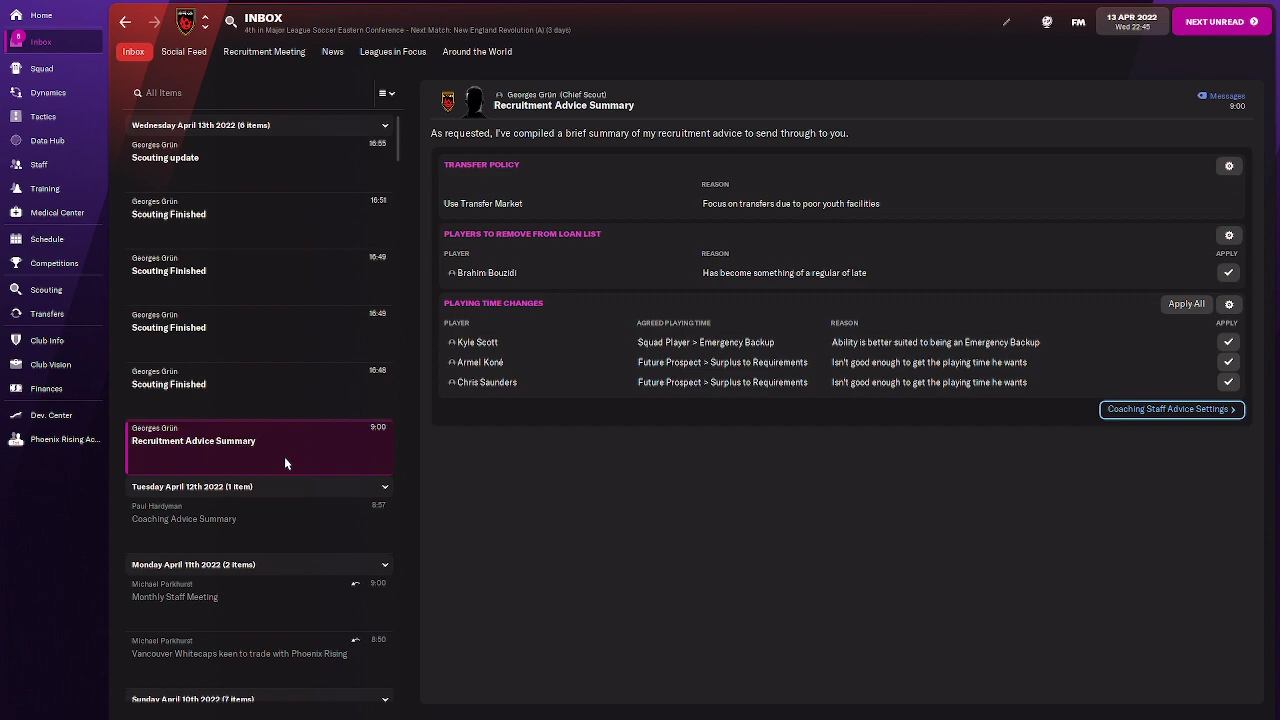 Home
INBOX
4th in Major League Soccer Eastern Conference - Next Match: New England Revolution (A) (3 days)
FM
13 APR 2022
Wed 22:45
NEXT UNREAD
Inbox
Social Feed
Recruitment Meeting
News
Leagues in Focus
Around the World
Inbox
Squad
Dynamics
Tactics
Data Hub
Staff
Training
Medical Center
Schedule
Competitions
Scouting
Transfers
Club Info
Club Vision
Finances
Dev. Center
Phoenix Rising Ac...
All Items
Wednesday April 13th 2022 (6 items)
Georges Grün 16:55
Scouting update
Georges Grün 16:51
Scouting Finished
Georges Grün 16:49
Scouting Finished
Georges Grün 16:49
Scouting Finished
Georges Grün 16:48
Scouting Finished
Georges Grün 9:00
Recruitment Advice Summary
Tuesday April 12th 2022 (1 item)
Paul Hardyman 8:57
Coaching Advice Summary
Monday April 11th 2022 (2 items)
Michael Parkhurst 9:00
Monthly Staff Meeting
Michael Parkhurst 8:50
Vancouver Whitecaps keen to trade with Phoenix Rising
Sunday April 10th 2022 (7 items)
Georges Grün (Chief Scout)
Recruitment Advice Summary
Messages
9:00
As requested, I've compiled a brief summary of my recruitment advice to send through to you.
TRANSFER POLICY
REASON
Use Transfer Market Focus on transfers due to poor youth facilities
PLAYERS TO REMOVE FROM LOAN LIST
PLAYER REASON APPLY
Brahim Bouzidi Has become something of a regular of late
PLAYING TIME CHANGES Apply All
PLAYER AGREED PLAYING TIME REASON APPLY
Kyle Scott Squad Player > Emergency Backup Ability is better suited to being an Emergency Backup
Armel Koné Future Prospect > Surplus to Requirements Isn't good enough to get the playing time he wants
Chris Saunders Future Prospect > Surplus to Requirements Isn't good enough to get the playing time he wants
Coaching Staff Advice Settings >